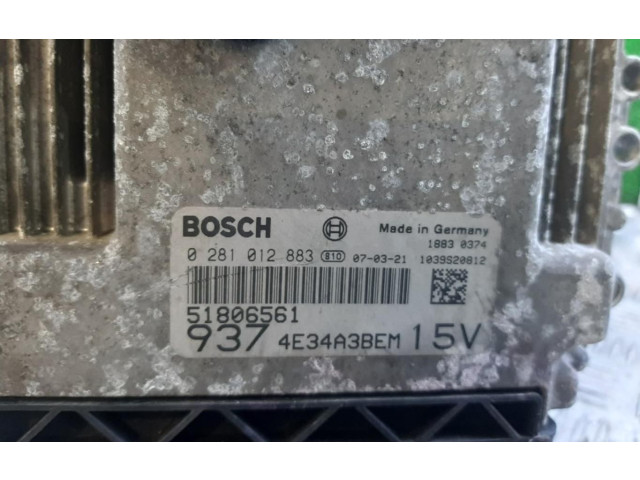 BOSCH Made in Germany
1883 0374
0 281 012 883 810 07-03-21 1039S20812
51806561
937 4E34A3BEM 15V